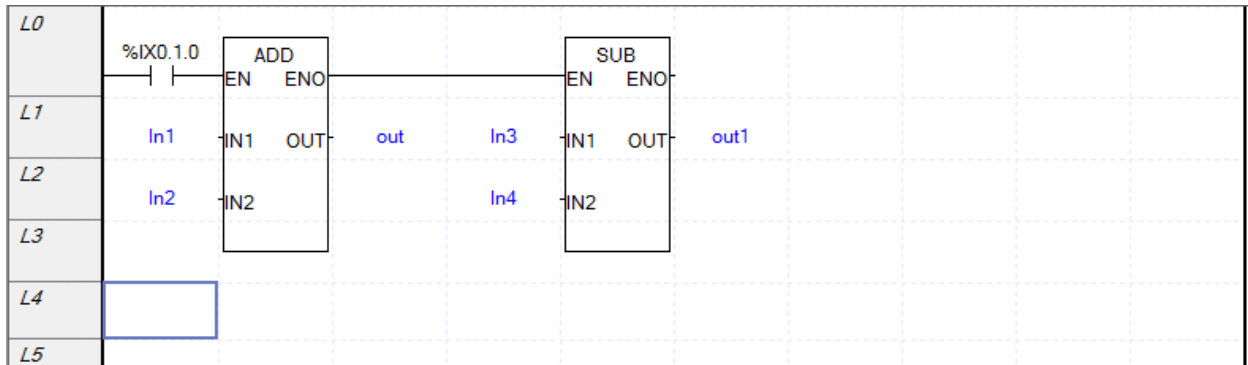 L0
%IX0.1.0
ADD
SUB
EN ENO
EN ENO
L1
In1 IN1 OUT out In3 IN1 OUT out1
L2
In2 IN2 In4 IN2
L3
L4
L5